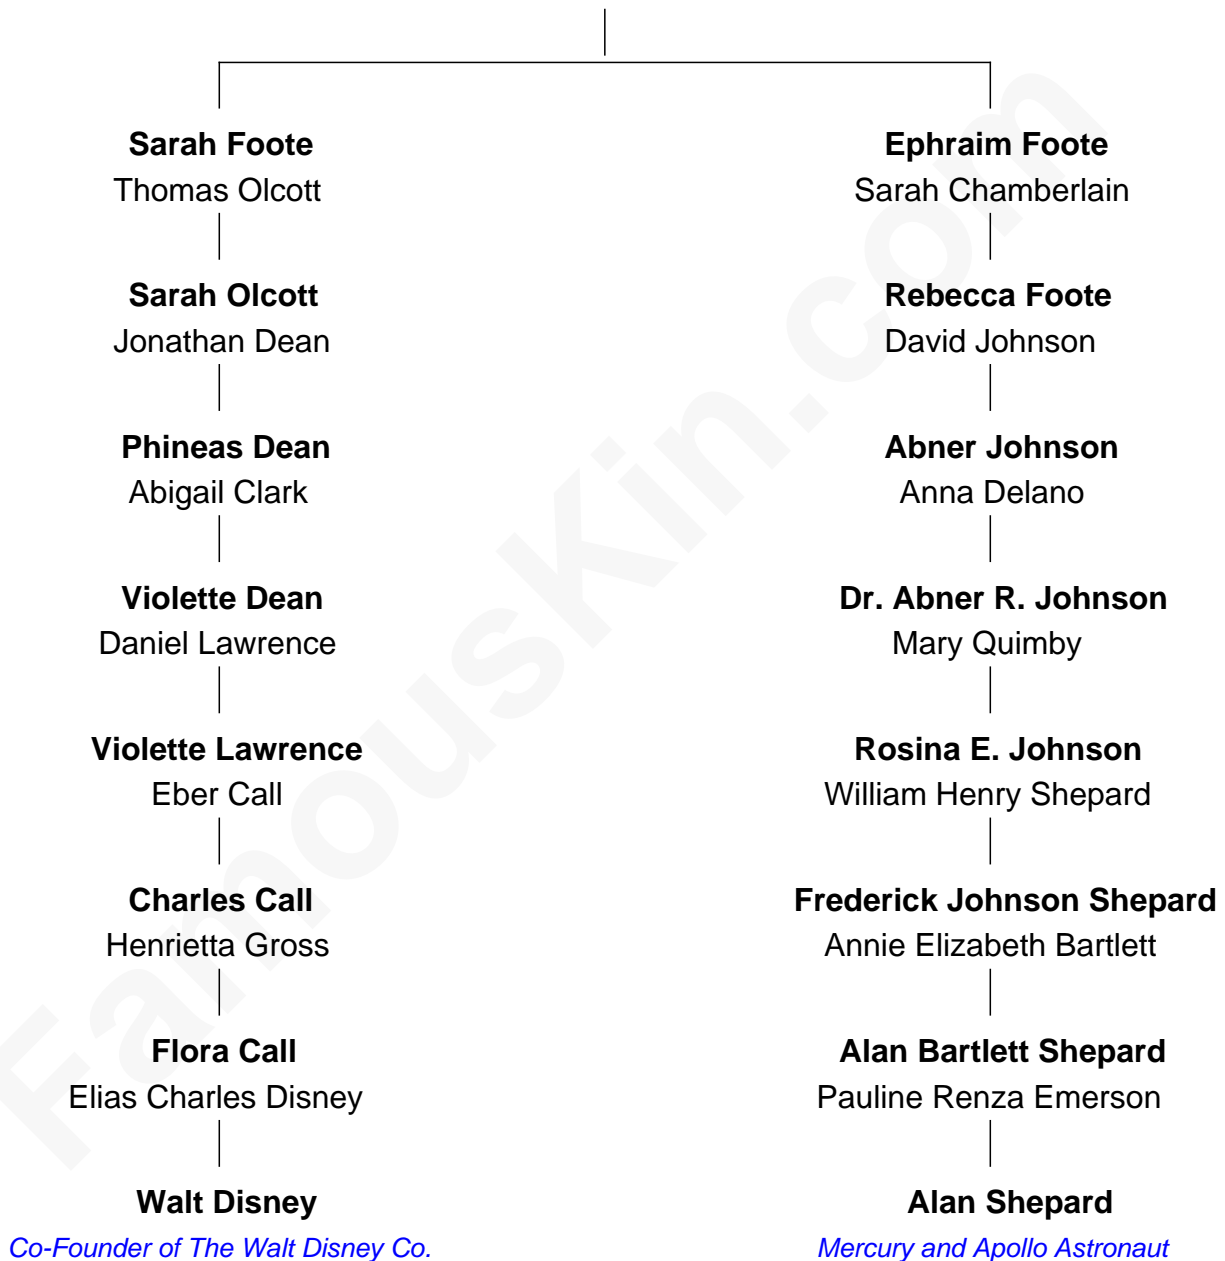 Sarah Foote
Thomas Olcott
Sarah Olcott
Jonathan Dean
Phineas Dean
Abigail Clark
Violette Dean
Daniel Lawrence
Violette Lawrence
Eber Call
Charles Call
Henrietta Gross
Flora Call
Elias Charles Disney
Walt Disney
Co-Founder of The Walt Disney Co.
Ephraim Foote
Sarah Chamberlain
Rebecca Foote
David Johnson
Abner Johnson
Anna Delano
Dr. Abner R. Johnson
Mary Quimby
Rosina E. Johnson
William Henry Shepard
Frederick Johnson Shepard
Annie Elizabeth Bartlett
Alan Bartlett Shepard
Pauline Renza Emerson
Alan Shepard
Mercury and Apollo Astronaut
FamousKin.com